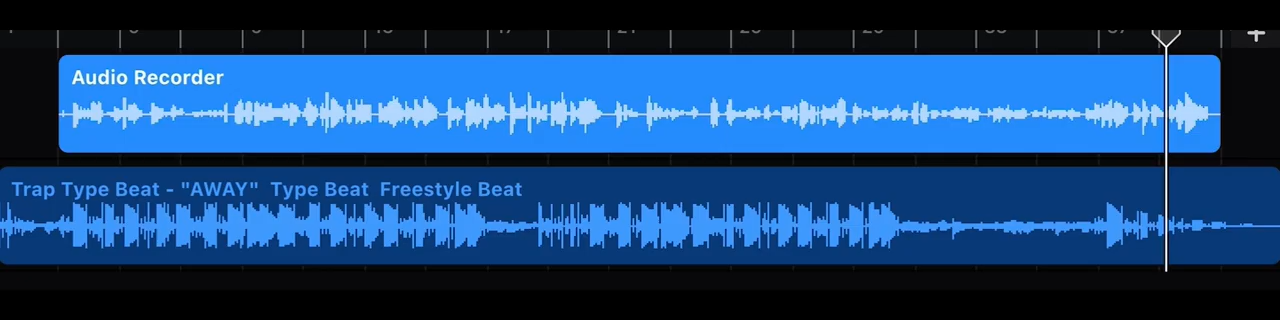 Audio Recorder
Trap Type Beat - "AWAY"  Type Beat  Freestyle Beat